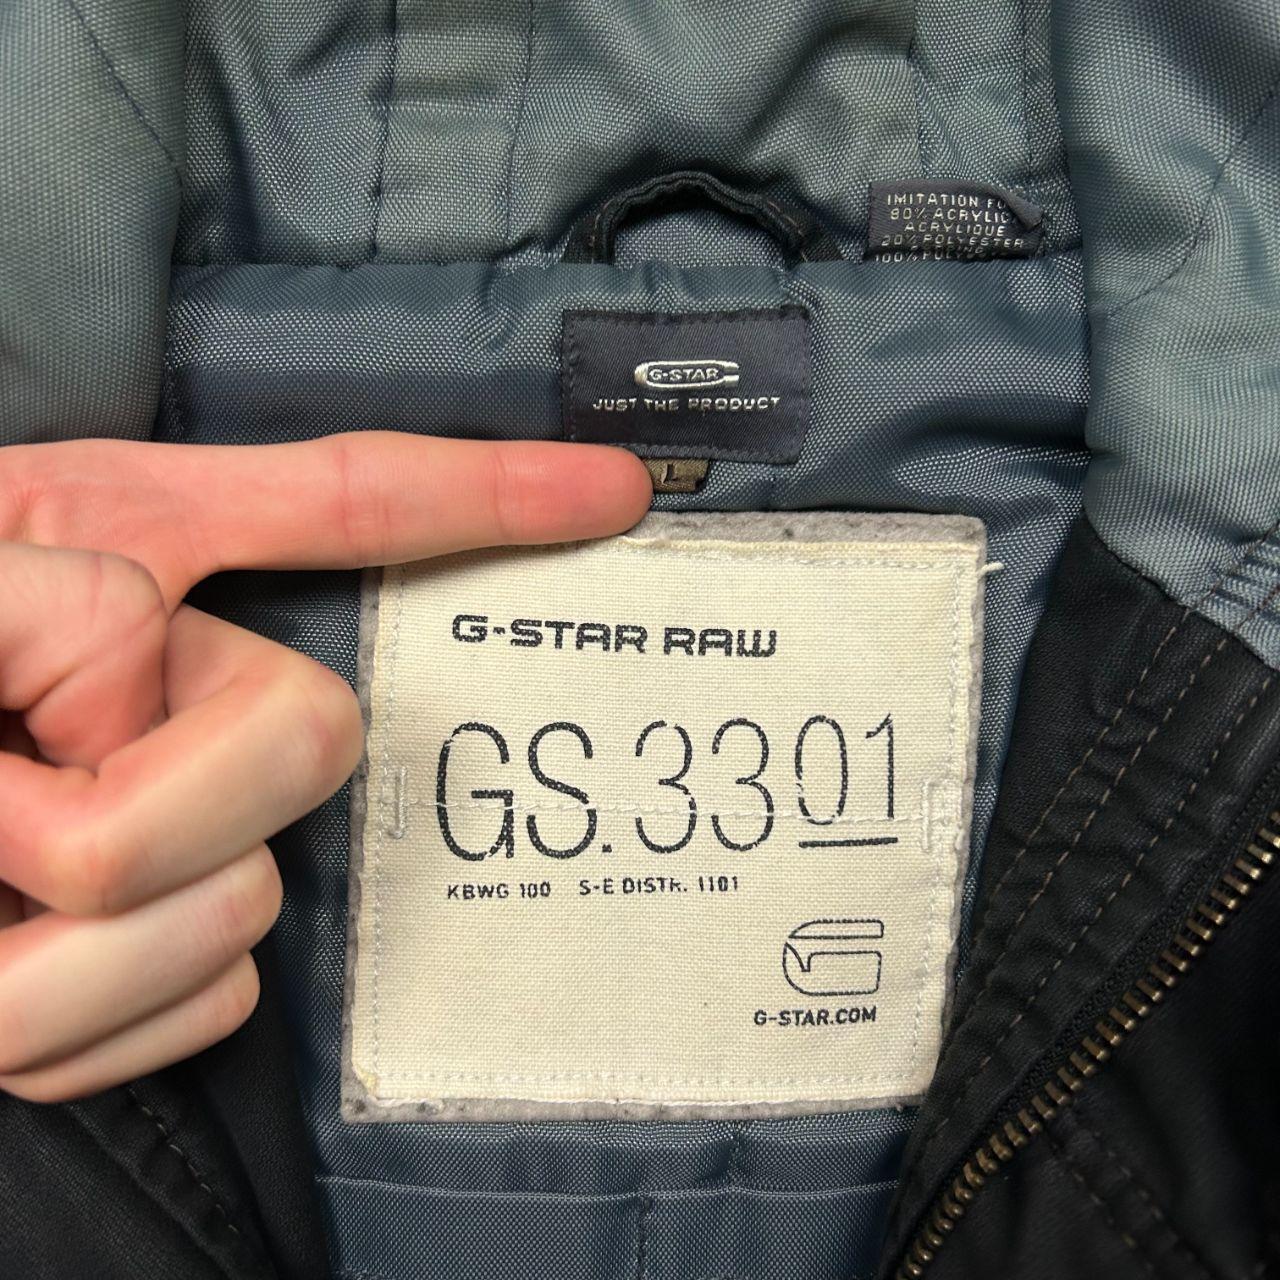 IMITATION
80% ACRYLIC
ACRYLIQUE
20% POLYESTER
100%
G-STAR
JUST THE PRODUCT
L
G-STAR RAW
GS.3301
KBWG 100 S-E DISTR. 1101
G-STAR.COM